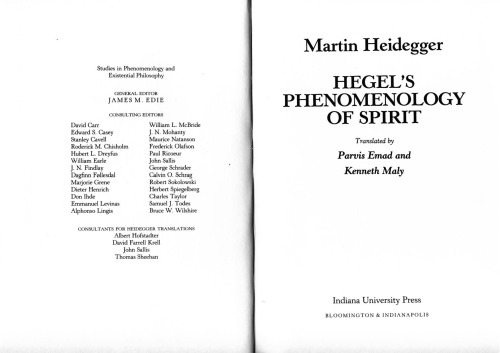 Studies in Phenomenology and
Existential Philosophy
GENERAL EDITOR
JAMES M. EDIE
CONSULTING EDITORS
David Carr
Edward S. Casey
Stanley Cavell
Roderick M. Chisholm
Hubert L. Dreyfus
William Earle
J. N. Findlay
Dagfinn Føllesdal
Marjorie Grene
Dieter Henrich
Don Ihde
Emmanuel Levinas
Alphonso Lingis
William L. McBride
J. N. Mohanty
Maurice Natanson
Frederick Olafson
Paul Ricoeur
John Sallis
George Schrader
Calvin O. Schrag
Robert Sokolowski
Herbert Spiegelberg
Charles Taylor
Samuel J. Todes
Bruce W. Wilshire
CONSULTANTS FOR HEIDEGGER TRANSLATIONS
Albert Hofstadter
David Farrell Krell
John Sallis
Thomas Sheehan
Martin Heidegger
HEGEL'S
PHENOMENOLOGY
OF SPIRIT
Translated by
Parvis Emad and
Kenneth Maly
Indiana University Press
BLOOMINGTON & INDIANAPOLIS